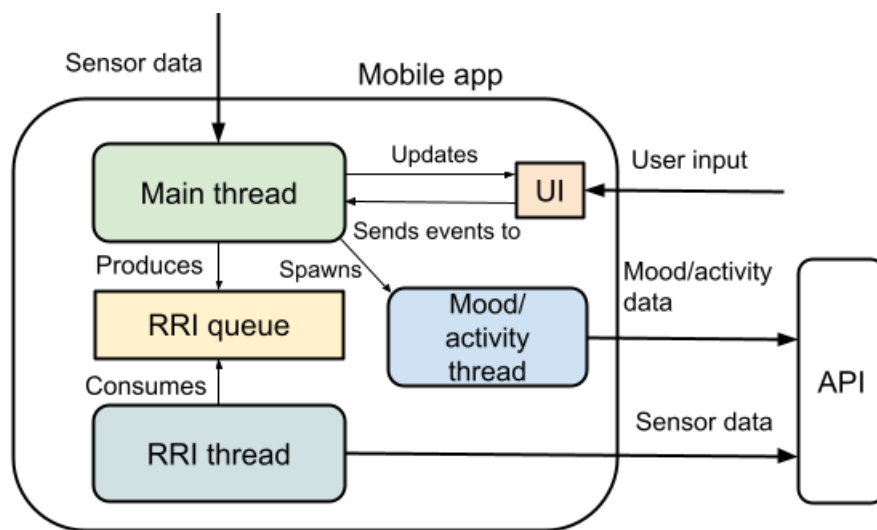 Sensor data
Mobile app
Main thread
Updates
UI
User input
Sends events to
Produces
Spawns
RRI queue
Mood/
activity
thread
Mood/activity
data
API
Consumes
RRI thread
Sensor data